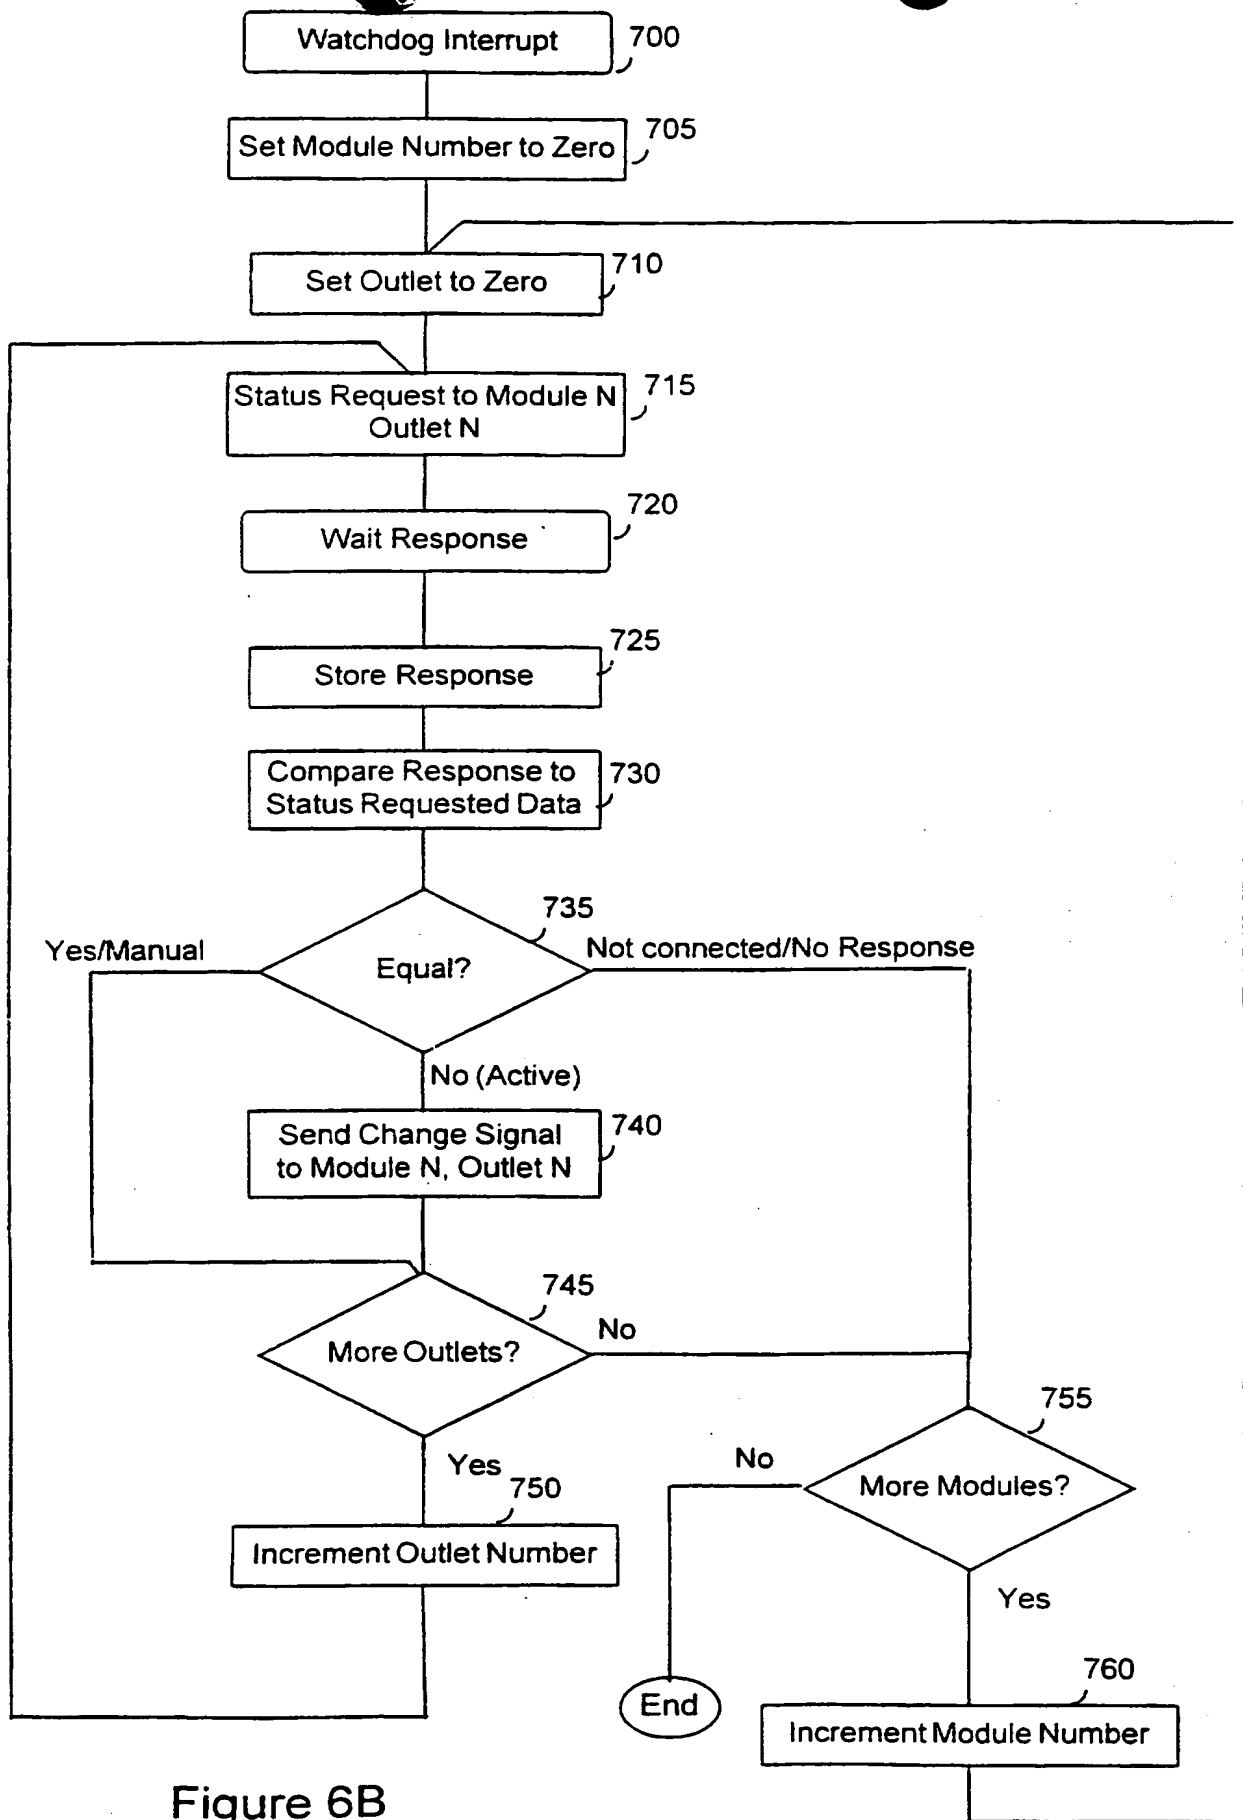 Watchdog Interrupt
700
Set Module Number to Zero
705
Set Outlet to Zero
710
Status Request to Module N
Outlet N
715
Wait Response
720
725
Store Response
Compare Response to
Status Requested Data
730
735
Yes/Manual
Not connected/No Response
Equal?
No (Active)
Send Change Signal
to Module N, Outlet N
740
745
No
More Outlets?
755
Yes
No
More Modules?
750
Increment Outlet Number
Yes
760
End
Increment Module Number
Figure 6B